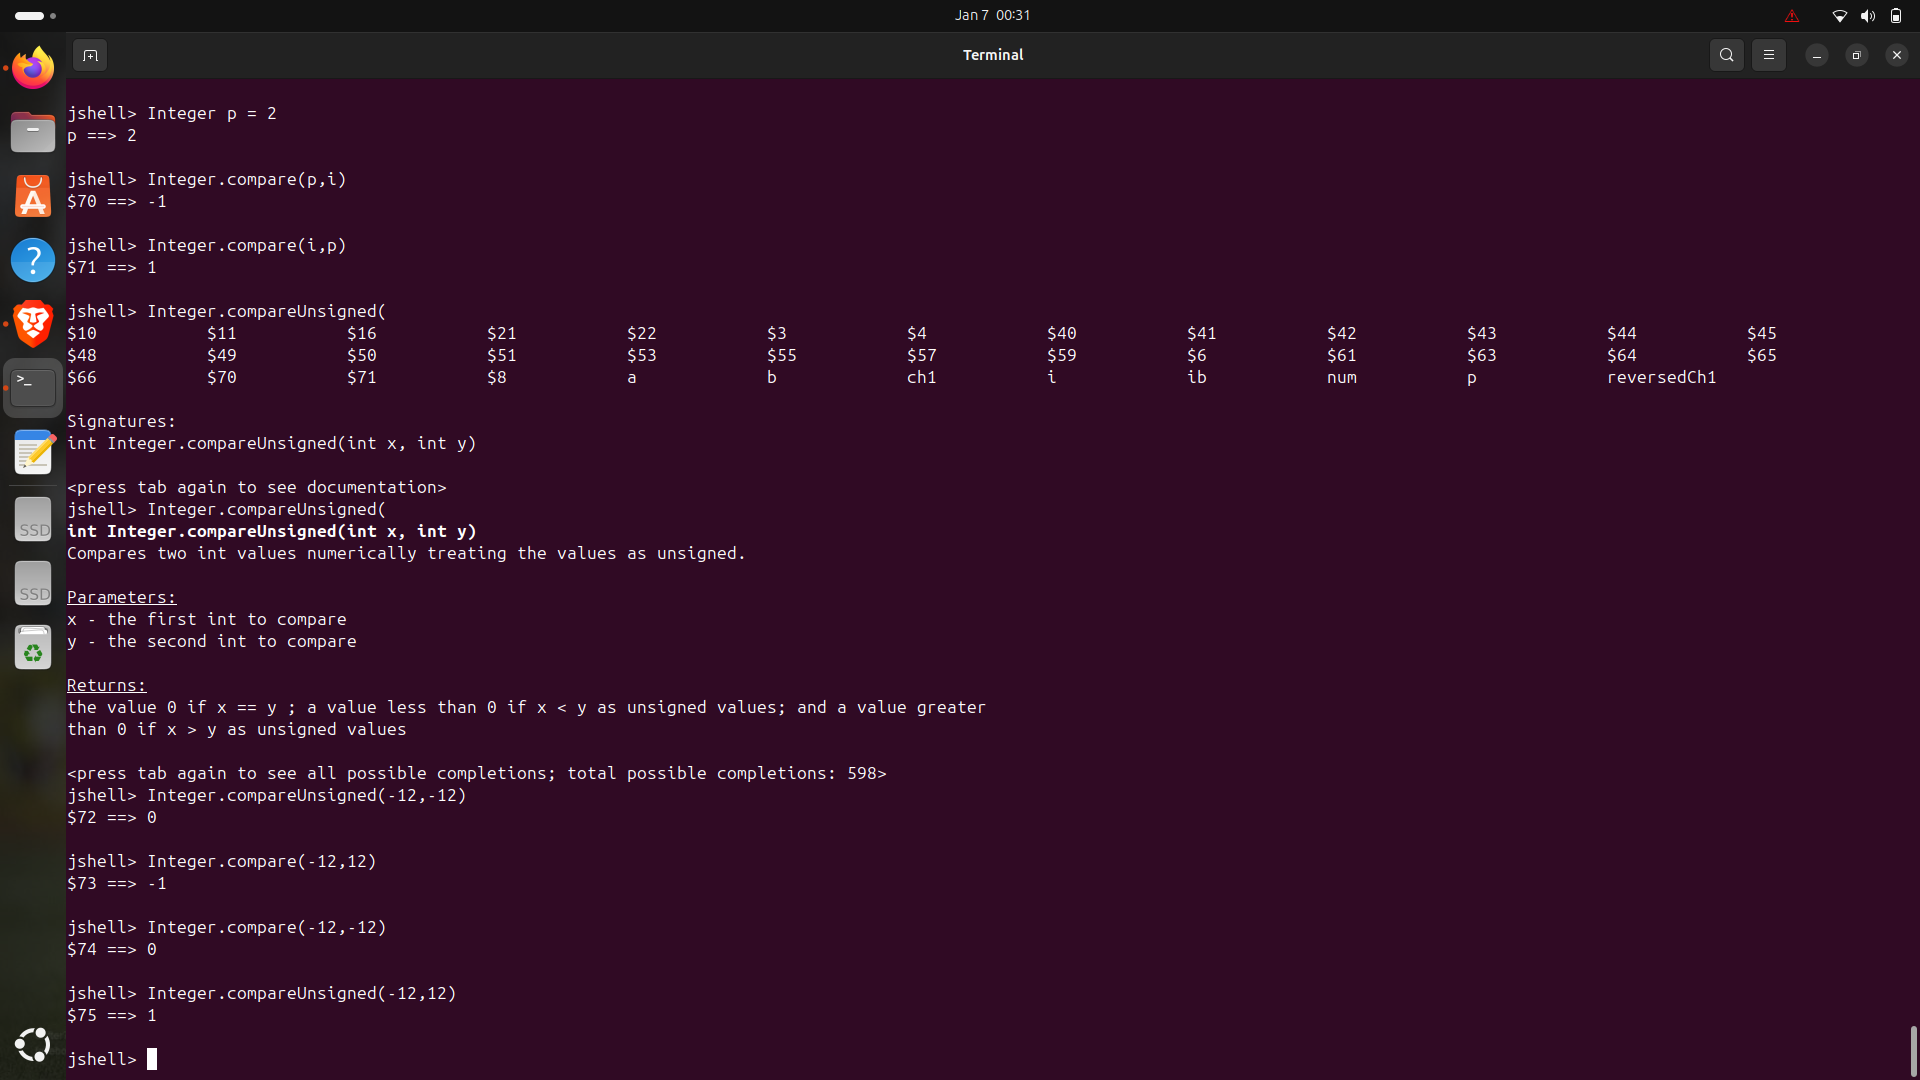 Jan 7 00:31
Terminal
jshell> Integer p = 2
p ==> 2
jshell> Integer.compare(p,i)
$70 ==> -1
jshell> Integer.compare(i,p)
$71 ==> 1
jshell> Integer.compareUnsigned(
$10 $11 $16 $21 $22 $3 $4 $40 $41 $42 $43 $44 $45
$48 $49 $50 $51 $53 $55 $57 $59 $6 $61 $63 $64 $65
$66 $70 $71 $8 a b ch1 i ib num p reversedCh1
Signatures:
int Integer.compareUnsigned(int x, int y)
<press tab again to see documentation>
jshell> Integer.compareUnsigned(
int Integer.compareUnsigned(int x, int y)
Compares two int values numerically treating the values as unsigned.
Parameters:
x - the first int to compare
y - the second int to compare
Returns:
the value 0 if x == y ; a value less than 0 if x < y as unsigned values; and a value greater
than 0 if x > y as unsigned values
<press tab again to see all possible completions; total possible completions: 598>
jshell> Integer.compareUnsigned(-12,-12)
$72 ==> 0
jshell> Integer.compare(-12,12)
$73 ==> -1
jshell> Integer.compare(-12,-12)
$74 ==> 0
jshell> Integer.compareUnsigned(-12,12)
$75 ==> 1
jshell>
?
>_
SSD
SSD